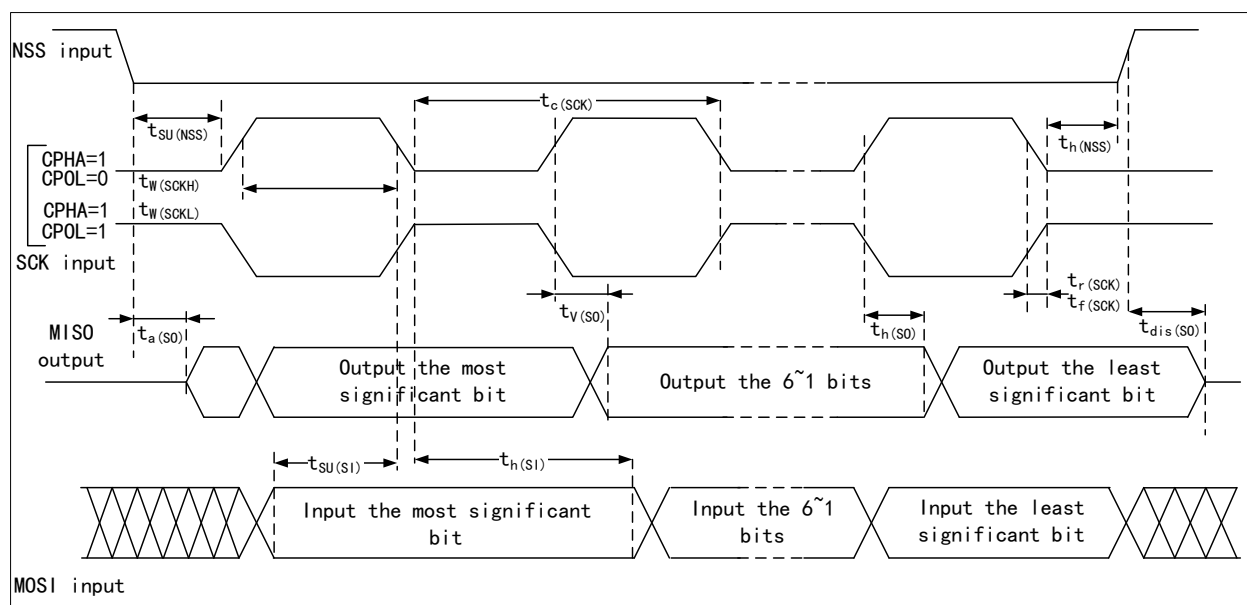 NSS input
tc(SCK)
tSU(NSS)
th(NSS)
CPHA=1
CPOL=0
tW(SCKH)
CPHA=1
CPOL=1
tW(SCKL)
SCK input
tr(SCK)
tf(SCK)
tV(SO)
ta(SO)
th(SO)
tdis(SO)
MISO
output
Output the most
significant bit
Output the 6~1 bits
Output the least
significant bit
tSU(SI)
th(SI)
Input the most significant
bit
Input the 6~1
bits
Input the least
significant bit
MOSI input